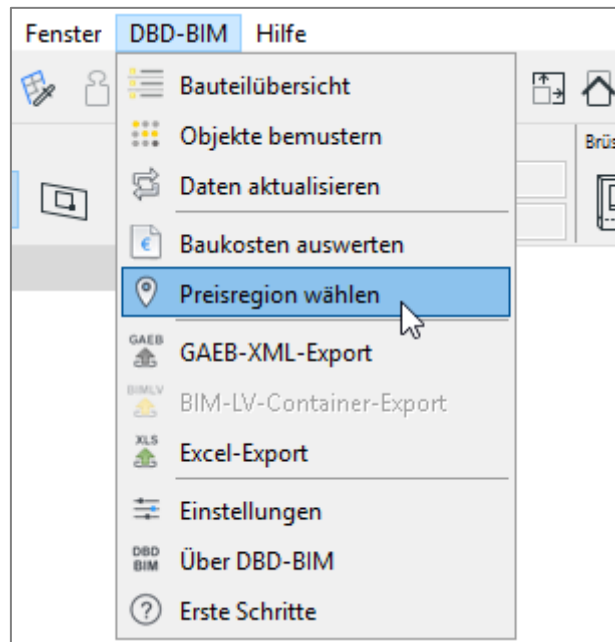 Fenster DBD-BIM Hilfe
Bauteilübersicht
Objekte bemustern
Brüs
Daten aktualisieren
€ Baukosten auswerten
Preisregion wählen
GAEB GAEB-XML-Export
BIMLV BIM-LV-Container-Export
XLS Excel-Export
Einstellungen
DBD BIM Über DBD-BIM
? Erste Schritte